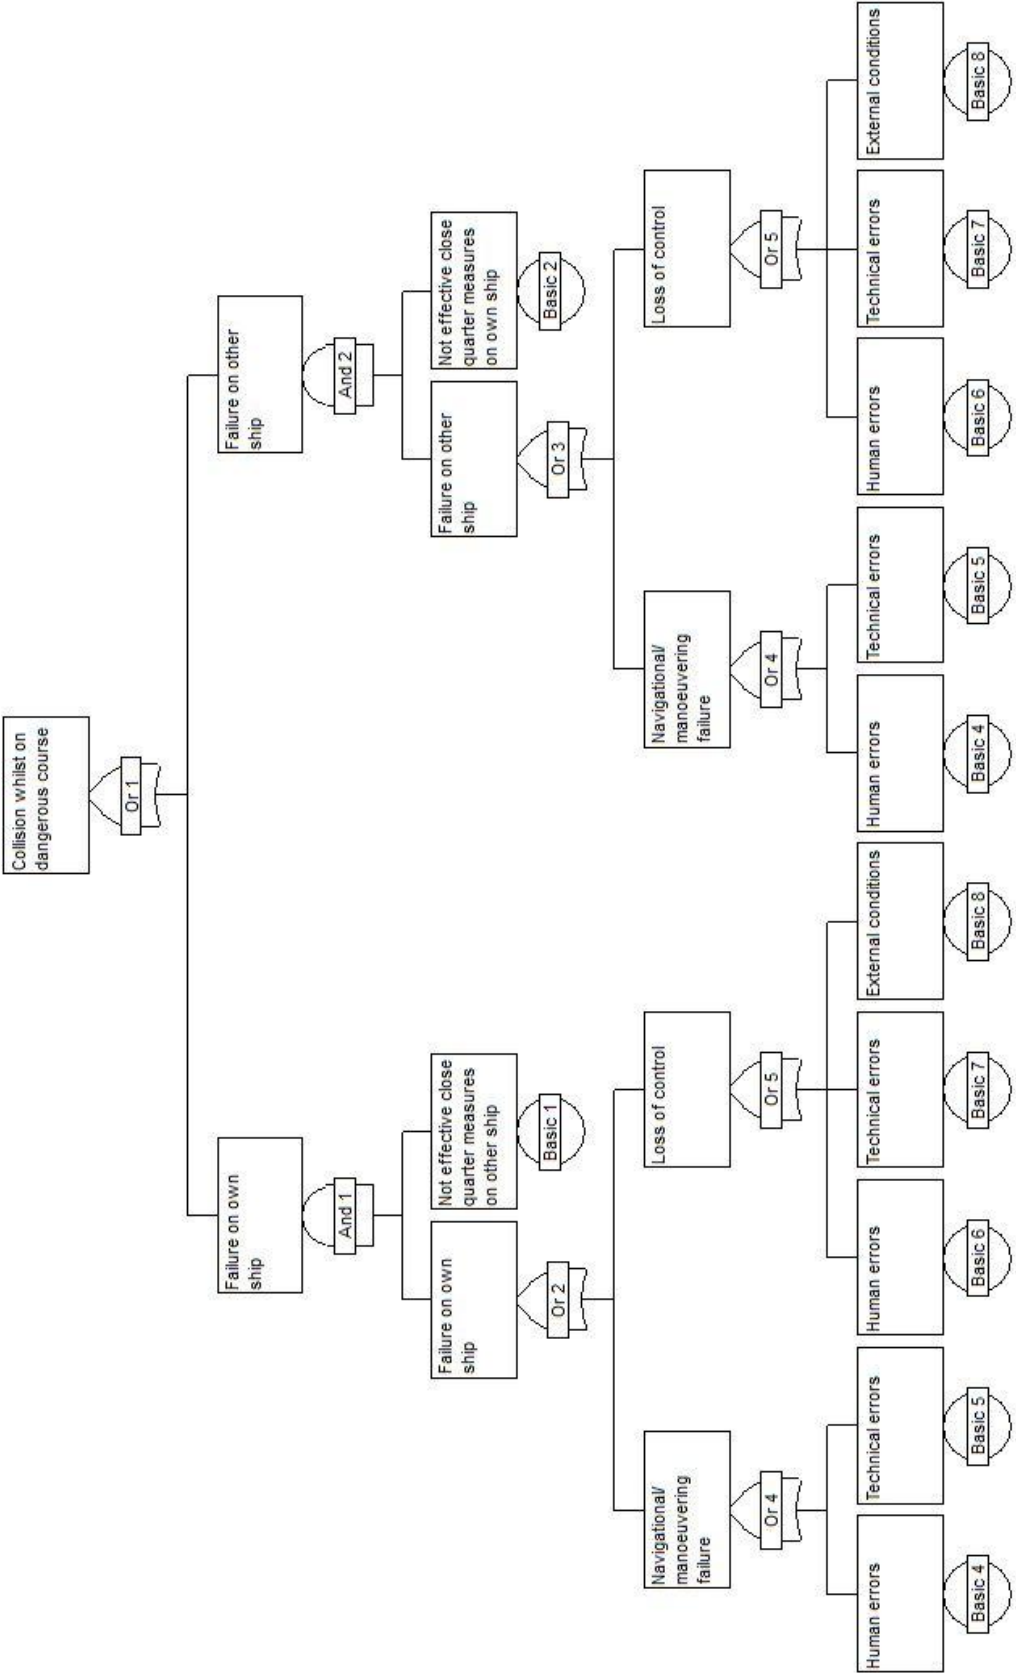 Collision whilst on
dangerous course
Or 1
Failure on own
ship
And 1
Failure on other
ship
And 2
Failure on own
ship
Or 2
Not effective close
quarter measures
on other ship
Basic 1
Failure on other
ship
Or 3
Not effective close
quarter measures
on own ship
Basic 2
Navigational/
manoeuvering
failure
Or 4
Loss of control
Or 5
Navigational/
manoeuvering
failure
Or 4
Loss of control
Or 5
Human errors
Basic 4
Technical errors
Basic 5
Human errors
Basic 6
Technical errors
Basic 7
External conditions
Basic 8
Human errors
Basic 4
Technical errors
Basic 5
Human errors
Basic 6
Technical errors
Basic 7
External conditions
Basic 8